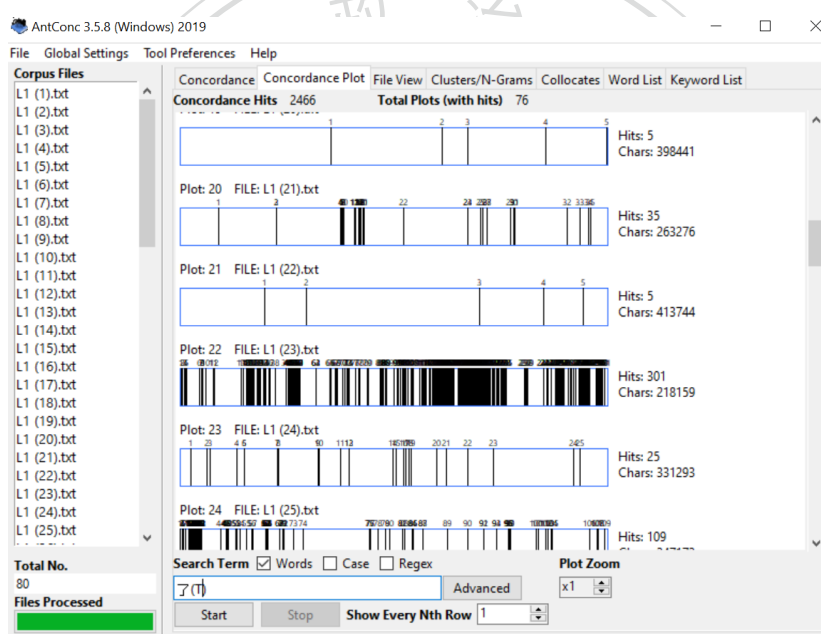 AntConc 3.5.8 (Windows) 2019
File Global Settings Tool Preferences Help
Corpus Files
L1 (1).txt
L1 (2).txt
L1 (3).txt
L1 (4).txt
L1 (5).txt
L1 (6).txt
L1 (7).txt
L1 (8).txt
L1 (9).txt
L1 (10).txt
L1 (11).txt
L1 (12).txt
L1 (13).txt
L1 (14).txt
L1 (15).txt
L1 (16).txt
L1 (17).txt
L1 (18).txt
L1 (19).txt
L1 (20).txt
L1 (21).txt
L1 (22).txt
L1 (23).txt
L1 (24).txt
L1 (25).txt
Total No.
80
Files Processed
Concordance Concordance Plot File View Clusters/N-Grams Collocates Word List Keyword List
Concordance Hits 2466 Total Plots (with hits) 76
1 2 3 4 5
Hits: 5
Chars: 398441
Plot: 20 FILE: L1 (21).txt
Hits: 35
Chars: 263276
Plot: 21 FILE: L1 (22).txt
1 2 3 4 5
Hits: 5
Chars: 413744
Plot: 22 FILE: L1 (23).txt
Hits: 301
Chars: 218159
Plot: 23 FILE: L1 (24).txt
Hits: 25
Chars: 331293
Plot: 24 FILE: L1 (25).txt
Hits: 109
Search Term Words Case Regex Plot Zoom
了(T) Advanced x1
Start Stop Show Every Nth Row 1